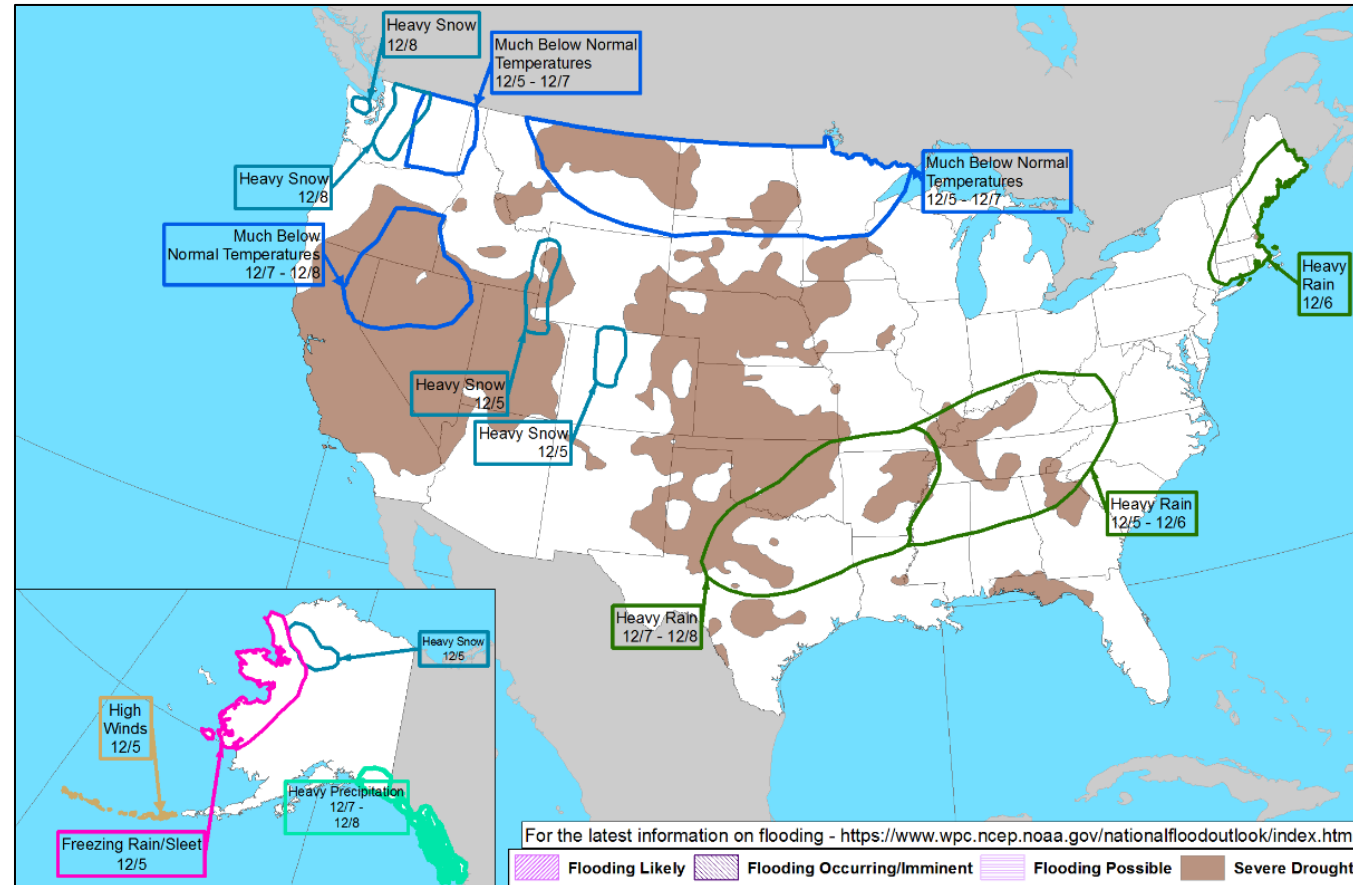 Heavy Snow
12/8
Much Below Normal
Temperatures
12/5 - 12/7
Heavy Snow
12/8
Much Below Normal
Temperatures
12/5 - 12/7
Much Below
Normal Temperatures
12/7 - 12/8
Heavy
Rain
12/6
Heavy Snow
12/5
Heavy Snow
12/5
Heavy Rain
12/5 - 12/6
Heavy Rain
12/7 - 12/8
Heavy Snow
12/5
High
Winds
12/5
Heavy Precipitation
12/7 -
12/8
Freezing Rain/Sleet
12/5
For the latest information on flooding - https://www.wpc.ncep.noaa.gov/nationalfloodoutlook/index.htm
Flooding Likely Flooding Occurring/Imminent Flooding Possible Severe Drought